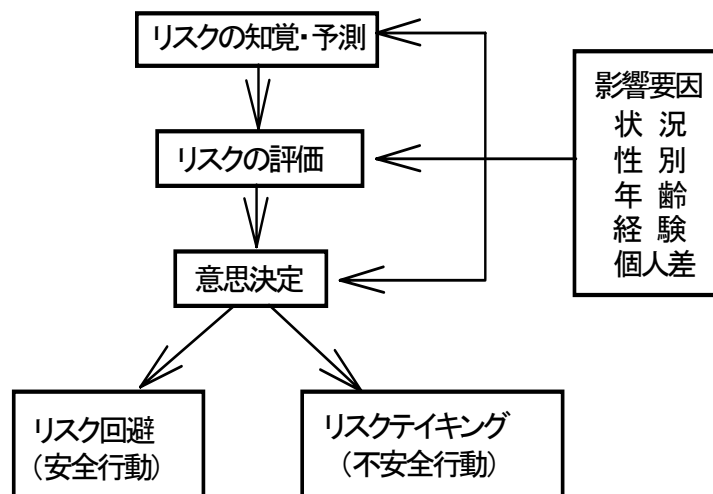 リスクの知覚・予測
リスクの評価
意思決定
リスク回避
（安全行動）
リスクテイキング
（不安全行動）
影響要因
状 況
性 別
年 齢
経 験
個人差